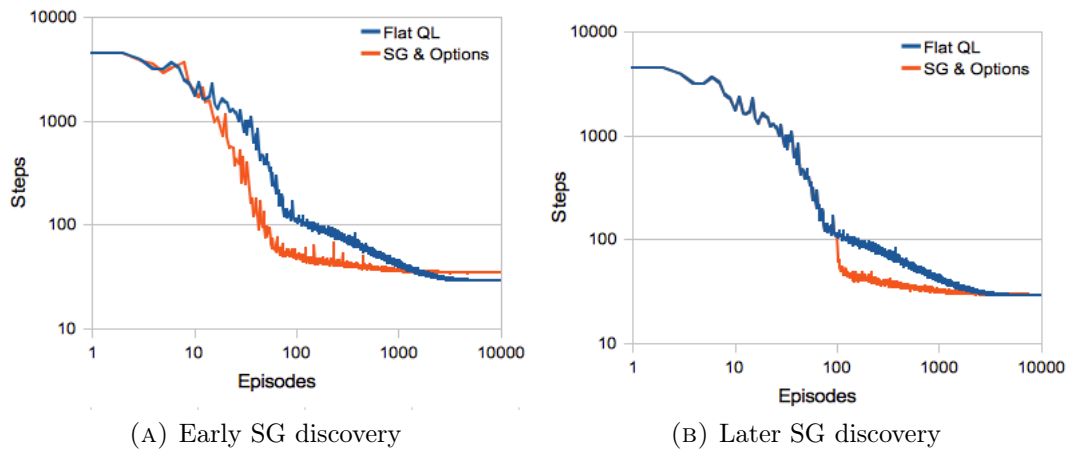 10000
1000
100
10
Steps
Flat QL
SG & Options
1 10 100 1000 10000
Episodes
(A) Early SG discovery
10000
1000
100
10
Steps
Flat QL
SG & Options
1 10 100 1000 10000
Episodes
(B) Later SG discovery